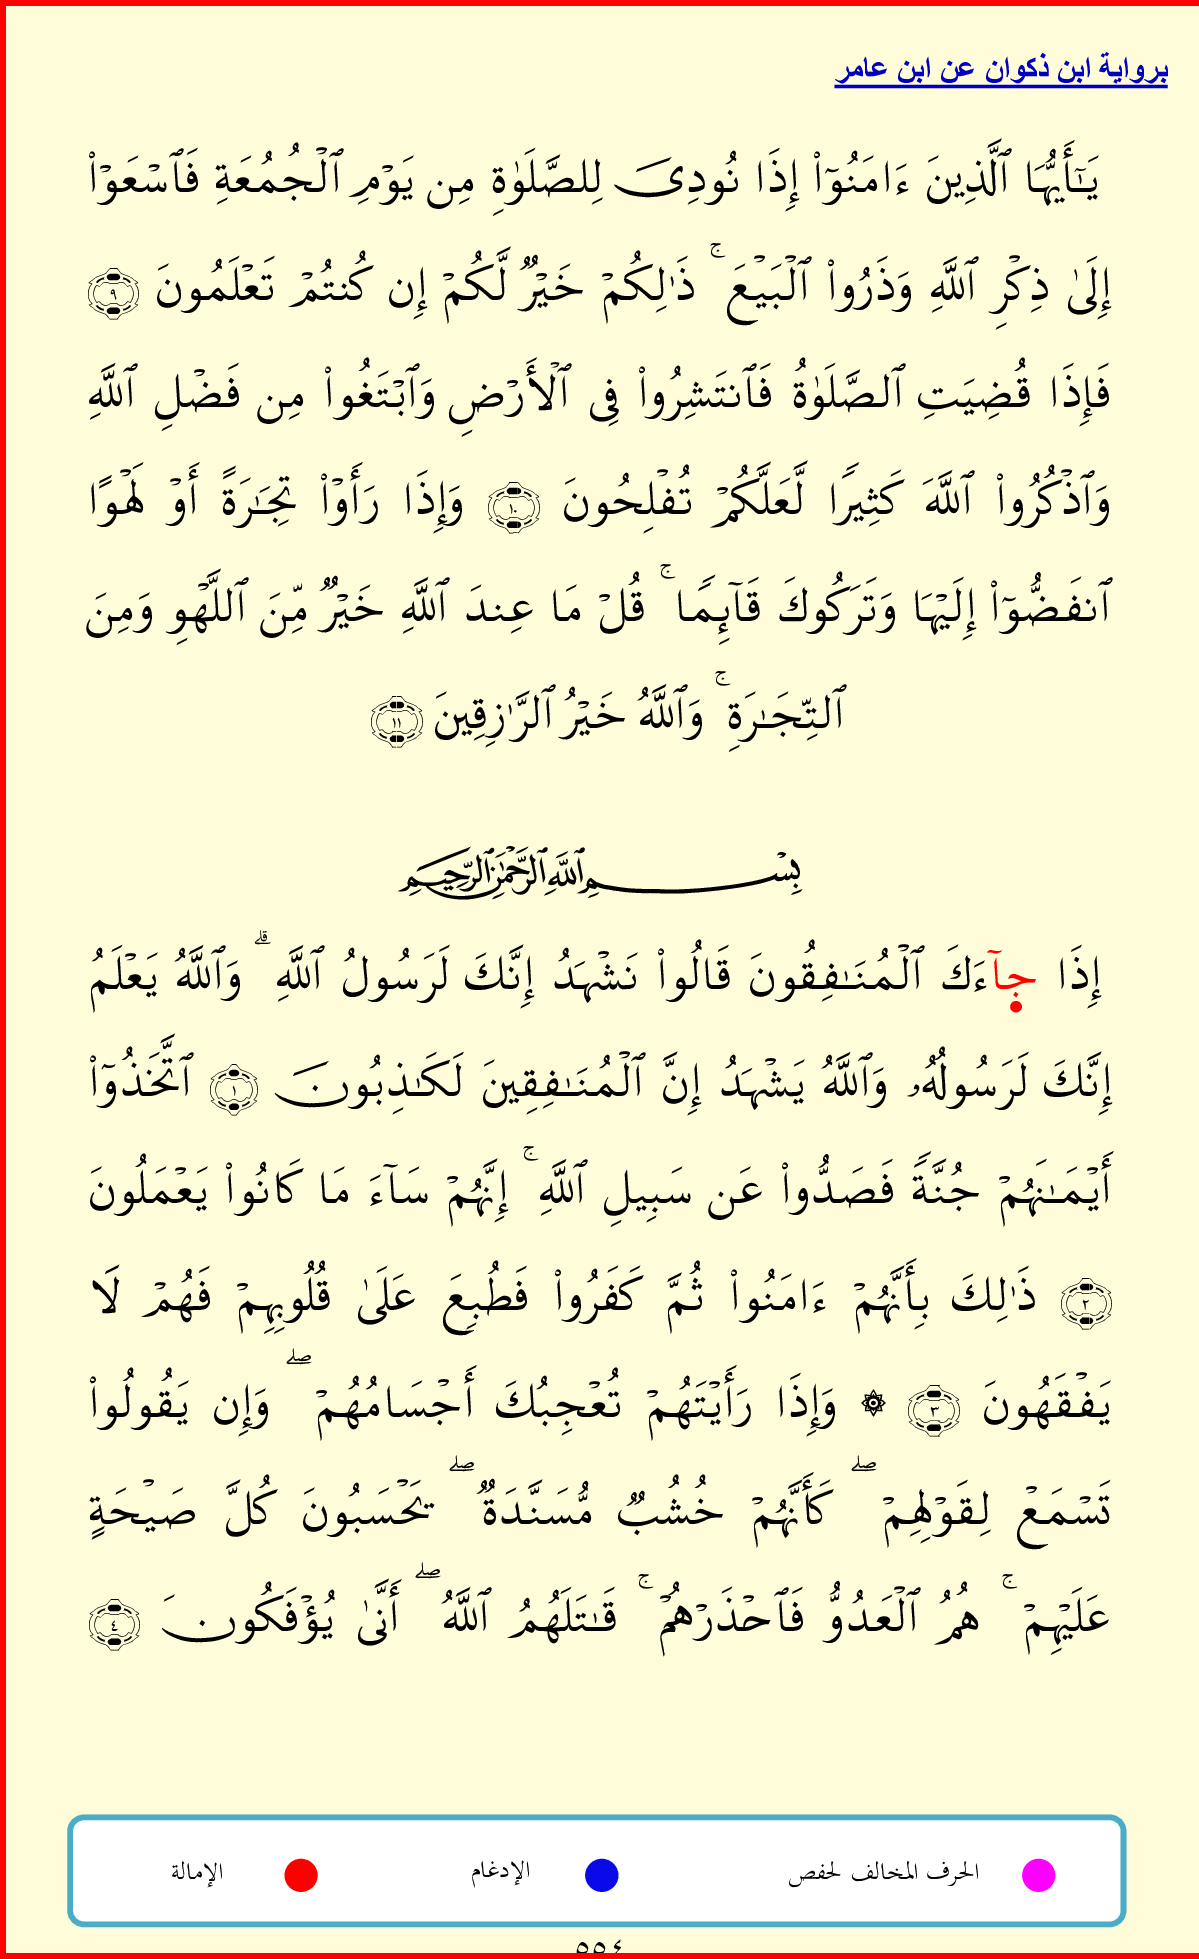 برواية ابن ذكوان عن ابن عامر
يَـٰٓأَيُّهَا ٱلَّذِينَ ءَامَنُوٓا۟ إِذَا نُودِىَ لِلصَّلَوٰةِ مِن يَوْمِ ٱلْجُمُعَةِ فَٱسْعَوْا۟
إِلَىٰ ذِكْرِ ٱللَّهِ وَذَرُوا۟ ٱلْبَيْعَ ۚ ذَٰلِكُمْ خَيْرٌ لَّكُمْ إِن كُنتُمْ تَعْلَمُونَ ٩
فَإِذَا قُضِيَتِ ٱلصَّلَوٰةُ فَٱنتَشِرُوا۟ فِى ٱلْأَرْضِ وَٱبْتَغُوا۟ مِن فَضْلِ ٱللَّهِ
وَٱذْكُرُوا۟ ٱللَّهَ كَثِيرًا لَّعَلَّكُمْ تُفْلِحُونَ ١٠ وَإِذَا رَأَوْا۟ تِجَـٰرَةً أَوْ لَهْوًا
ٱنفَضُّوٓا۟ إِلَيْهَا وَتَرَكُوكَ قَآئِمًا ۚ قُلْ مَا عِندَ ٱللَّهِ خَيْرٌ مِّنَ ٱللَّهْوِ وَمِنَ
ٱلتِّجَـٰرَةِ ۚ وَٱللَّهُ خَيْرُ ٱلرَّٰزِقِينَ ١١
بِسْمِ ٱللَّهِ ٱلرَّحْمَـٰنِ ٱلرَّحِيمِ
إِذَا جَآءَكَ ٱلْمُنَـٰفِقُونَ قَالُوا۟ نَشْهَدُ إِنَّكَ لَرَسُولُ ٱللَّهِ ۗ وَٱللَّهُ يَعْلَمُ
إِنَّكَ لَرَسُولُهُۥ وَٱللَّهُ يَشْهَدُ إِنَّ ٱلْمُنَـٰفِقِينَ لَكَـٰذِبُونَ ١ ٱتَّخَذُوٓا۟
أَيْمَـٰنَهُمْ جُنَّةً فَصَدُّوا۟ عَن سَبِيلِ ٱللَّهِ ۚ إِنَّهُمْ سَآءَ مَا كَانُوا۟ يَعْمَلُونَ
٢ ذَٰلِكَ بِأَنَّهُمْ ءَامَنُوا۟ ثُمَّ كَفَرُوا۟ فَطُبِعَ عَلَىٰ قُلُوبِهِمْ فَهُمْ لَا
يَفْقَهُونَ ٣ ۞ وَإِذَا رَأَيْتَهُمْ تُعْجِبُكَ أَجْسَامُهُمْ ۖ وَإِن يَقُولُوا۟
تَسْمَعْ لِقَوْلِهِمْ ۖ كَأَنَّهُمْ خُشُبٌ مُّسَنَّدَةٌ ۖ يَحْسَبُونَ كُلَّ صَيْحَةٍ
عَلَيْهِمْ ۚ هُمُ ٱلْعَدُوُّ فَٱحْذَرْهُمْ ۚ قَـٰتَلَهُمُ ٱللَّهُ ۖ أَنَّىٰ يُؤْفَكُونَ ٤
الحرف المخالف لحفص الإدغام الإمالة
٥٥٤